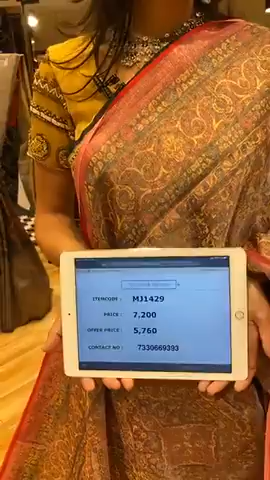 ITEMCODE : MJ1429
PRICE : 7,200
OFFER PRICE : 5,760
CONTACT NO : 7330669393